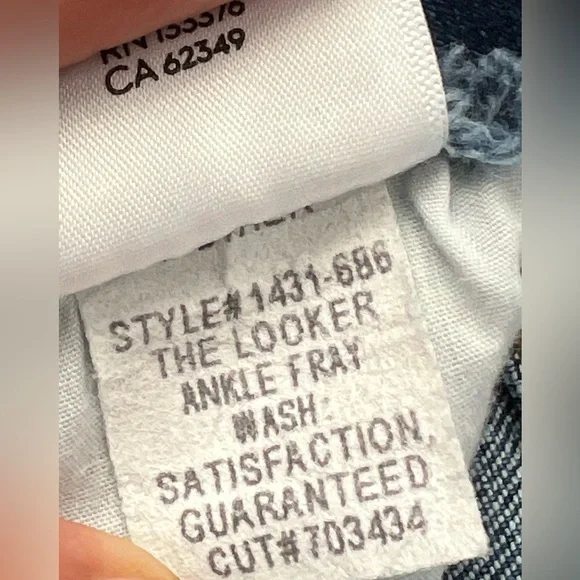 CA 62349
STYLE# 1431-686
THE LOOKER
ANKLE FRAY
WASH:
SATISFACTION
GUARANTEED
CUT# 703434